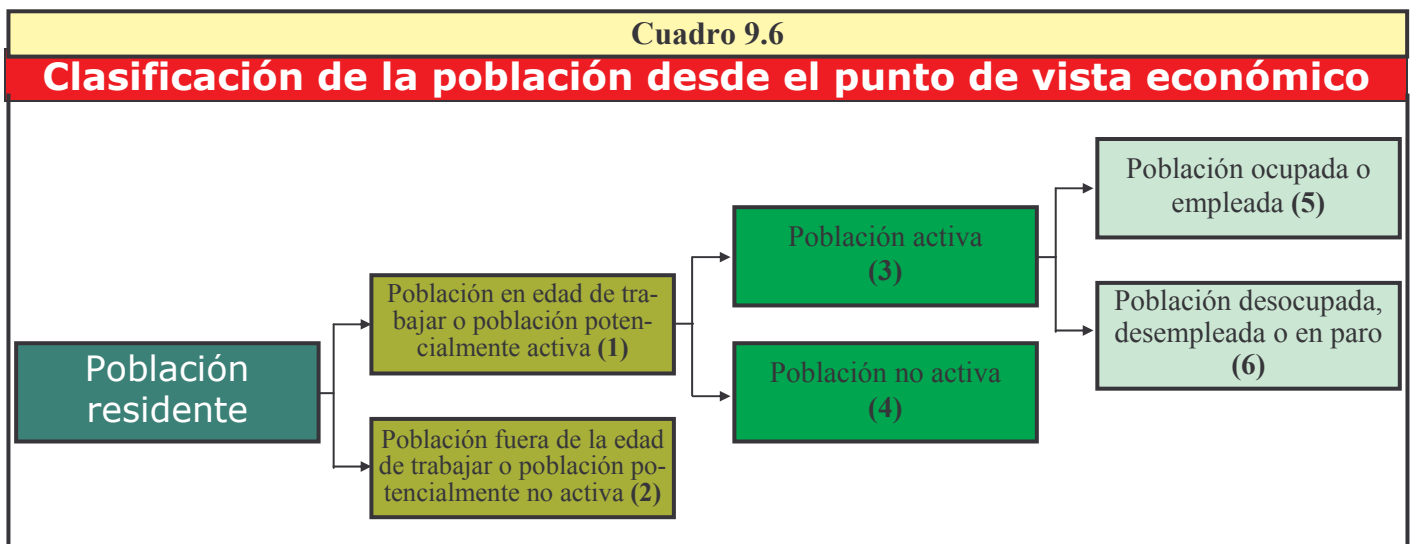 Cuadro 9.6
Clasificación de la población desde el punto de vista económico
Población
residente
Población en edad de tra-
bajar o población poten-
cialmente activa (1)
Población fuera de la edad
de trabajar o población po-
tencialmente no activa (2)
Población activa
(3)
Población no activa
(4)
Población ocupada o
empleada (5)
Población desocupada,
desempleada o en paro
(6)